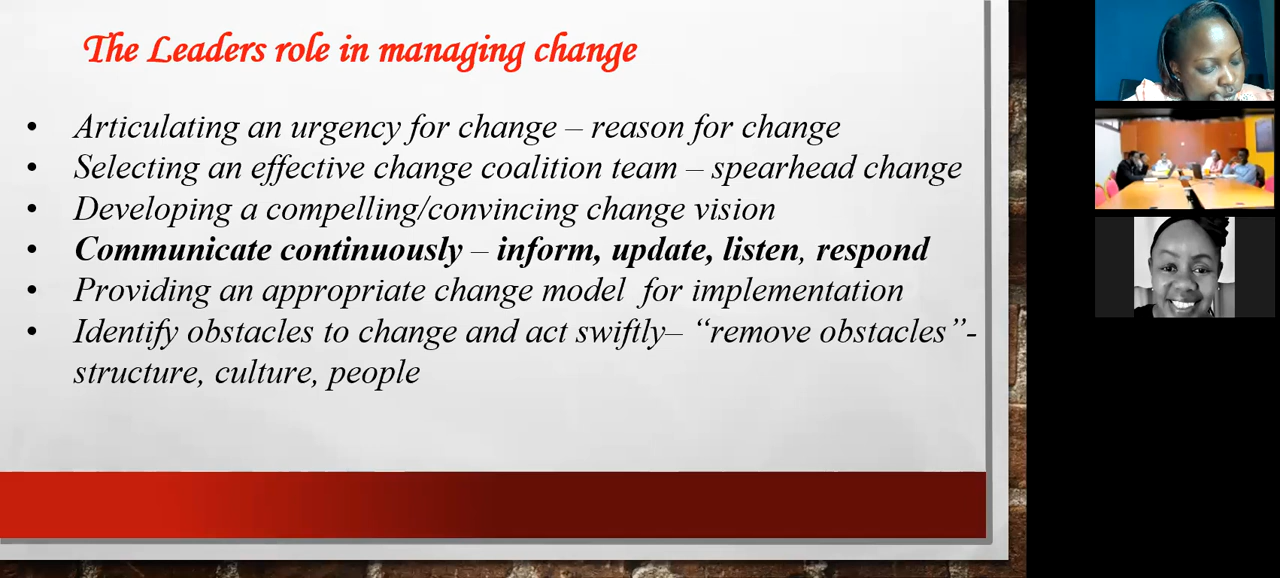 The Leaders role in managing change
• Articulating an urgency for change – reason for change
• Selecting an effective change coalition team – spearhead change
• Developing a compelling/convincing change vision
• Communicate continuously – inform, update, listen, respond
• Providing an appropriate change model for implementation
• Identify obstacles to change and act swiftly– “remove obstacles”-
structure, culture, people